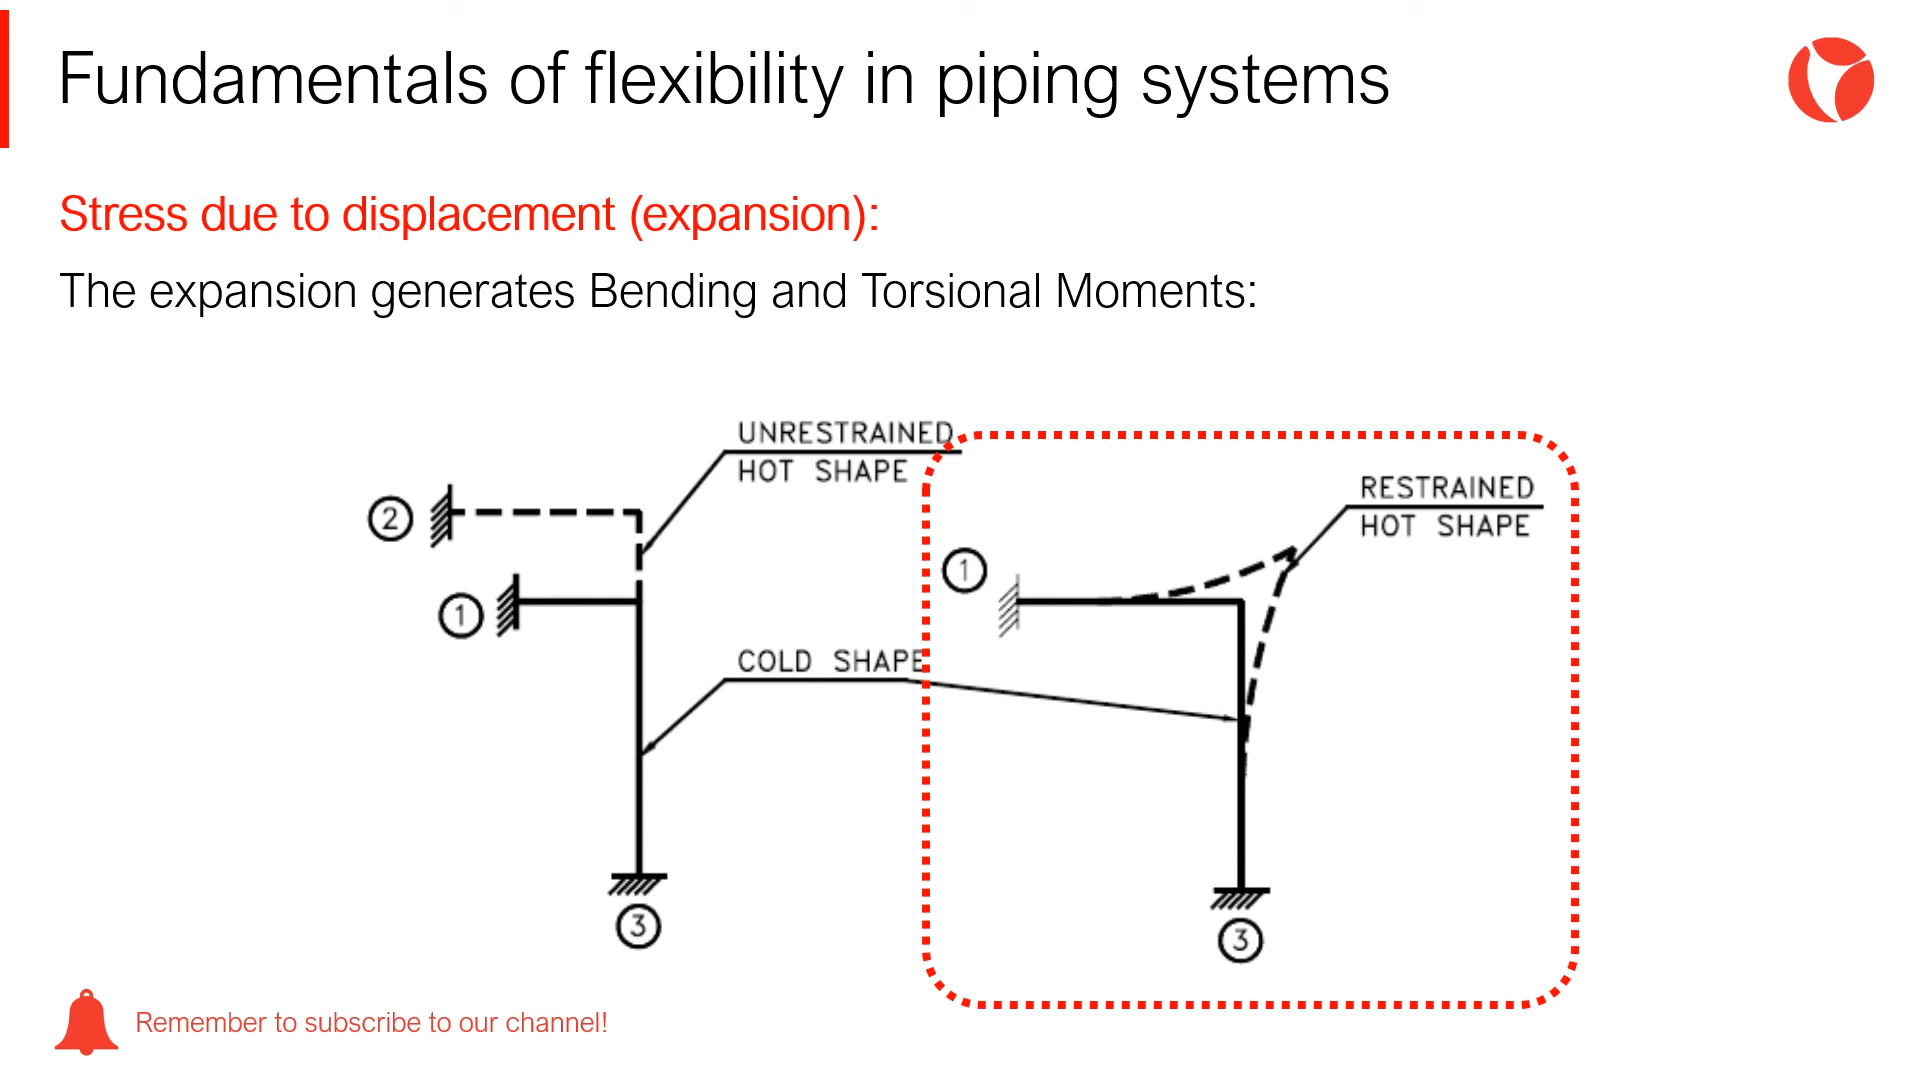 Fundamentals of flexibility in piping systems
Stress due to displacement (expansion):
The expansion generates Bending and Torsional Moments:
UNRESTRAINED
HOT SHAPE
RESTRAINED
HOT SHAPE
2
1
1
COLD SHAPE
3
3
Remember to subscribe to our channel!